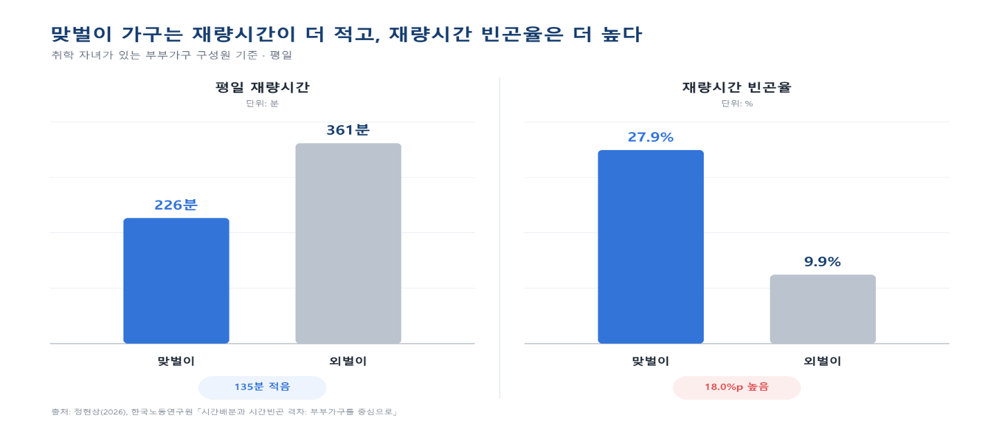 맞벌이 가구는 재량시간이 더 적고, 재량시간 빈곤율은 더 높다
취학 자녀가 있는 부부가구 구성원 기준 · 평일
평일 재량시간
단위: 분
361분
226분
맞벌이
외벌이
135분 적음
재량시간 빈곤율
단위: %
27.9%
9.9%
맞벌이
외벌이
18.0%p 높음
출처: 정현상(2026), 한국노동연구원 「시간배분과 시간빈곤 격차: 부부가구를 중심으로」